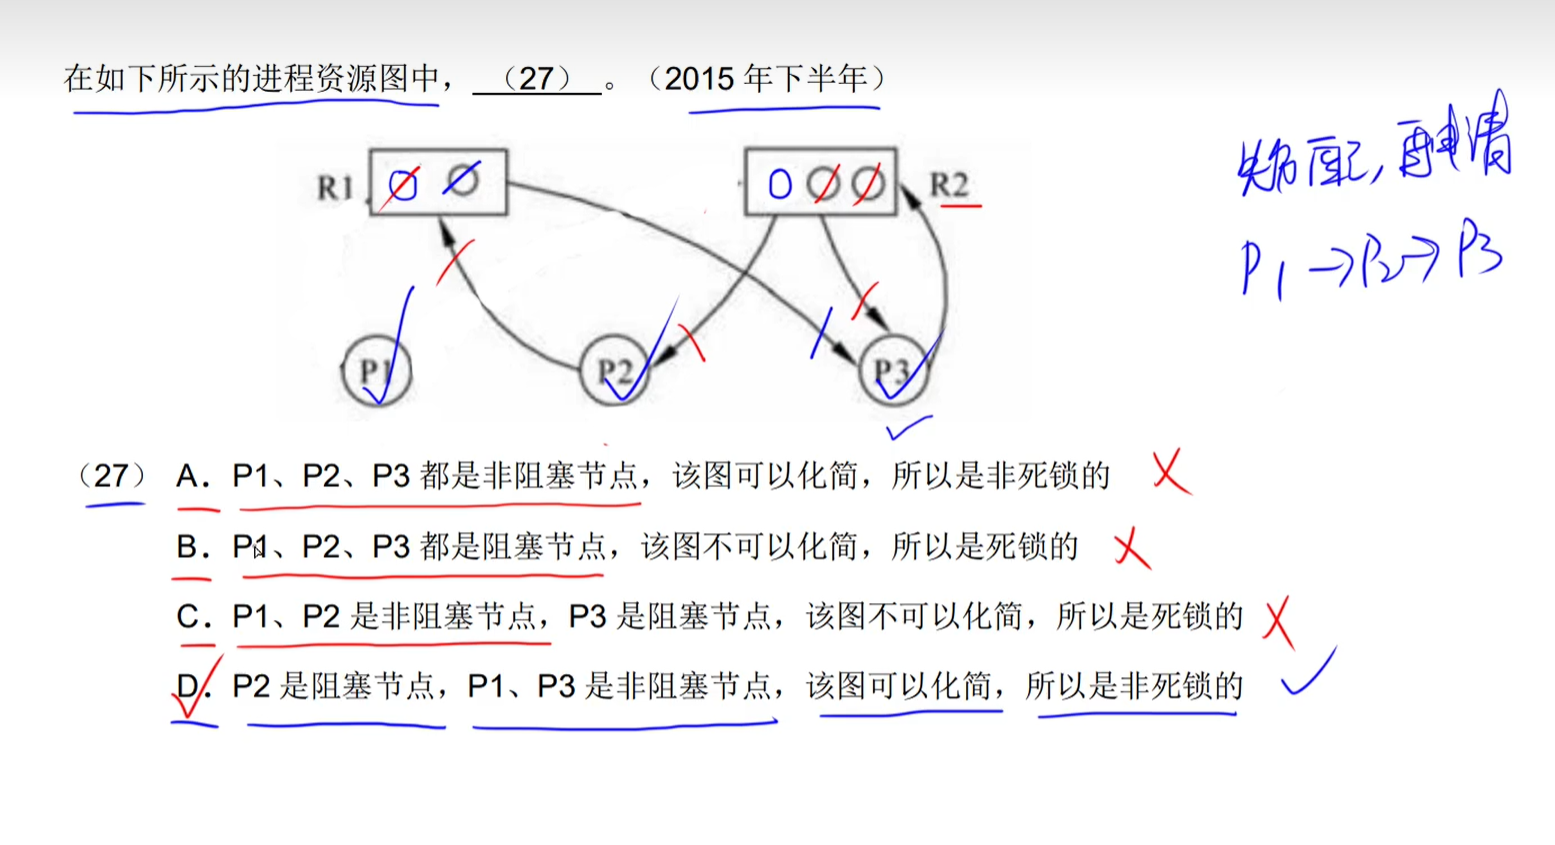 在如下所示的进程资源图中，（27）。（2015 年下半年）
先分配，再申请
R1
R2
P1→P2→P3
P1
P2
P3
（27） A. P1、P2、P3 都是非阻塞节点，该图可以化简，所以是非死锁的
B. P1、P2、P3 都是阻塞节点，该图不可以化简，所以是死锁的
C. P1、P2 是非阻塞节点，P3 是阻塞节点，该图不可以化简，所以是死锁的
D. P2 是阻塞节点，P1、P3 是非阻塞节点，该图可以化简，所以是非死锁的